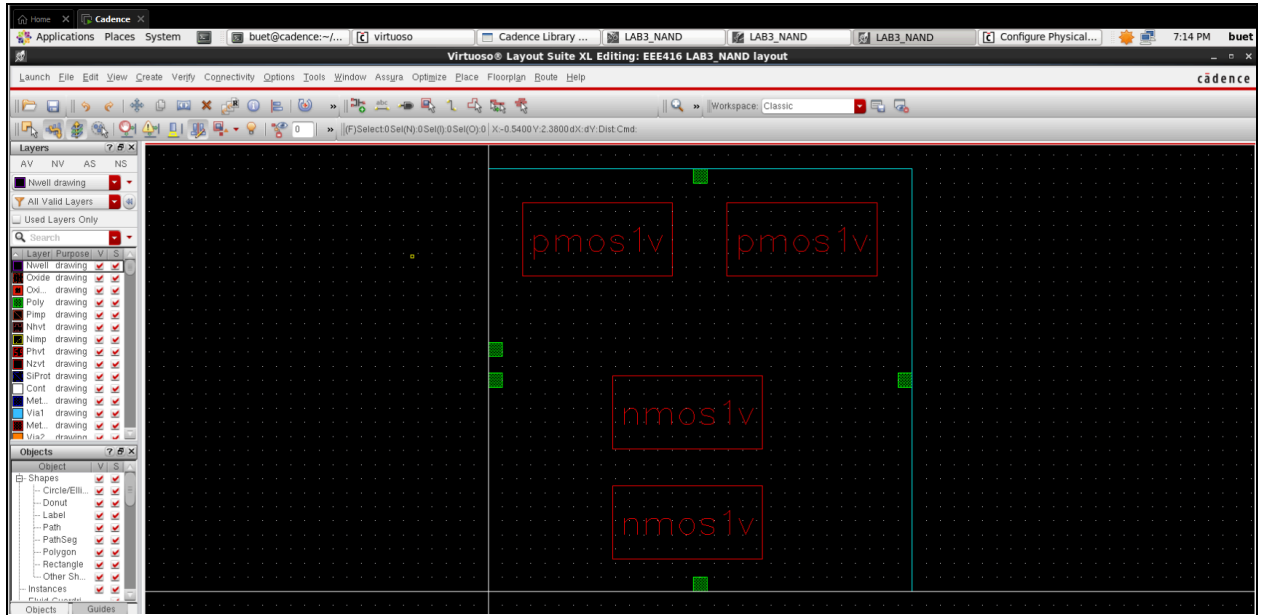 Home Cadence
Applications Places System buet@cadence:~/... virtuoso Cadence Library ... LAB3_NAND LAB3_NAND LAB3_NAND Configure Physical... 7:14 PM buet
Virtuoso® Layout Suite XL Editing: EEE416 LAB3_NAND layout
Launch File Edit View Create Verify Connectivity Options Tools Window Assura Optimize Place Floorplan Route Help cādence
» abc » Workspace: Classic
0 » (F)Select:0 Sel(N):0 Sel(I):0 Sel(O):0 X:-0.5400 Y:2.3800 dX: dY: Dist: Cmd:
Layers
AV NV AS NS
Nwell drawing
All Valid Layers
Used Layers Only
Search
Layer Purpose V S
Nwell drawing
Oxide drawing
Oxi... drawing
Poly drawing
Pimp drawing
Nhvt drawing
Nimp drawing
Phvt drawing
Nzvt drawing
SiProt drawing
Cont drawing
Met... drawing
Via1 drawing
Met... drawing
Via2 drawing
Objects
Object V S
Shapes
Circle/Elli...
Donut
Label
Path
PathSeg
Polygon
Rectangle
Other Sh...
Instances
Objects Guides
pmos1v pmos1v
nmos1v
nmos1v